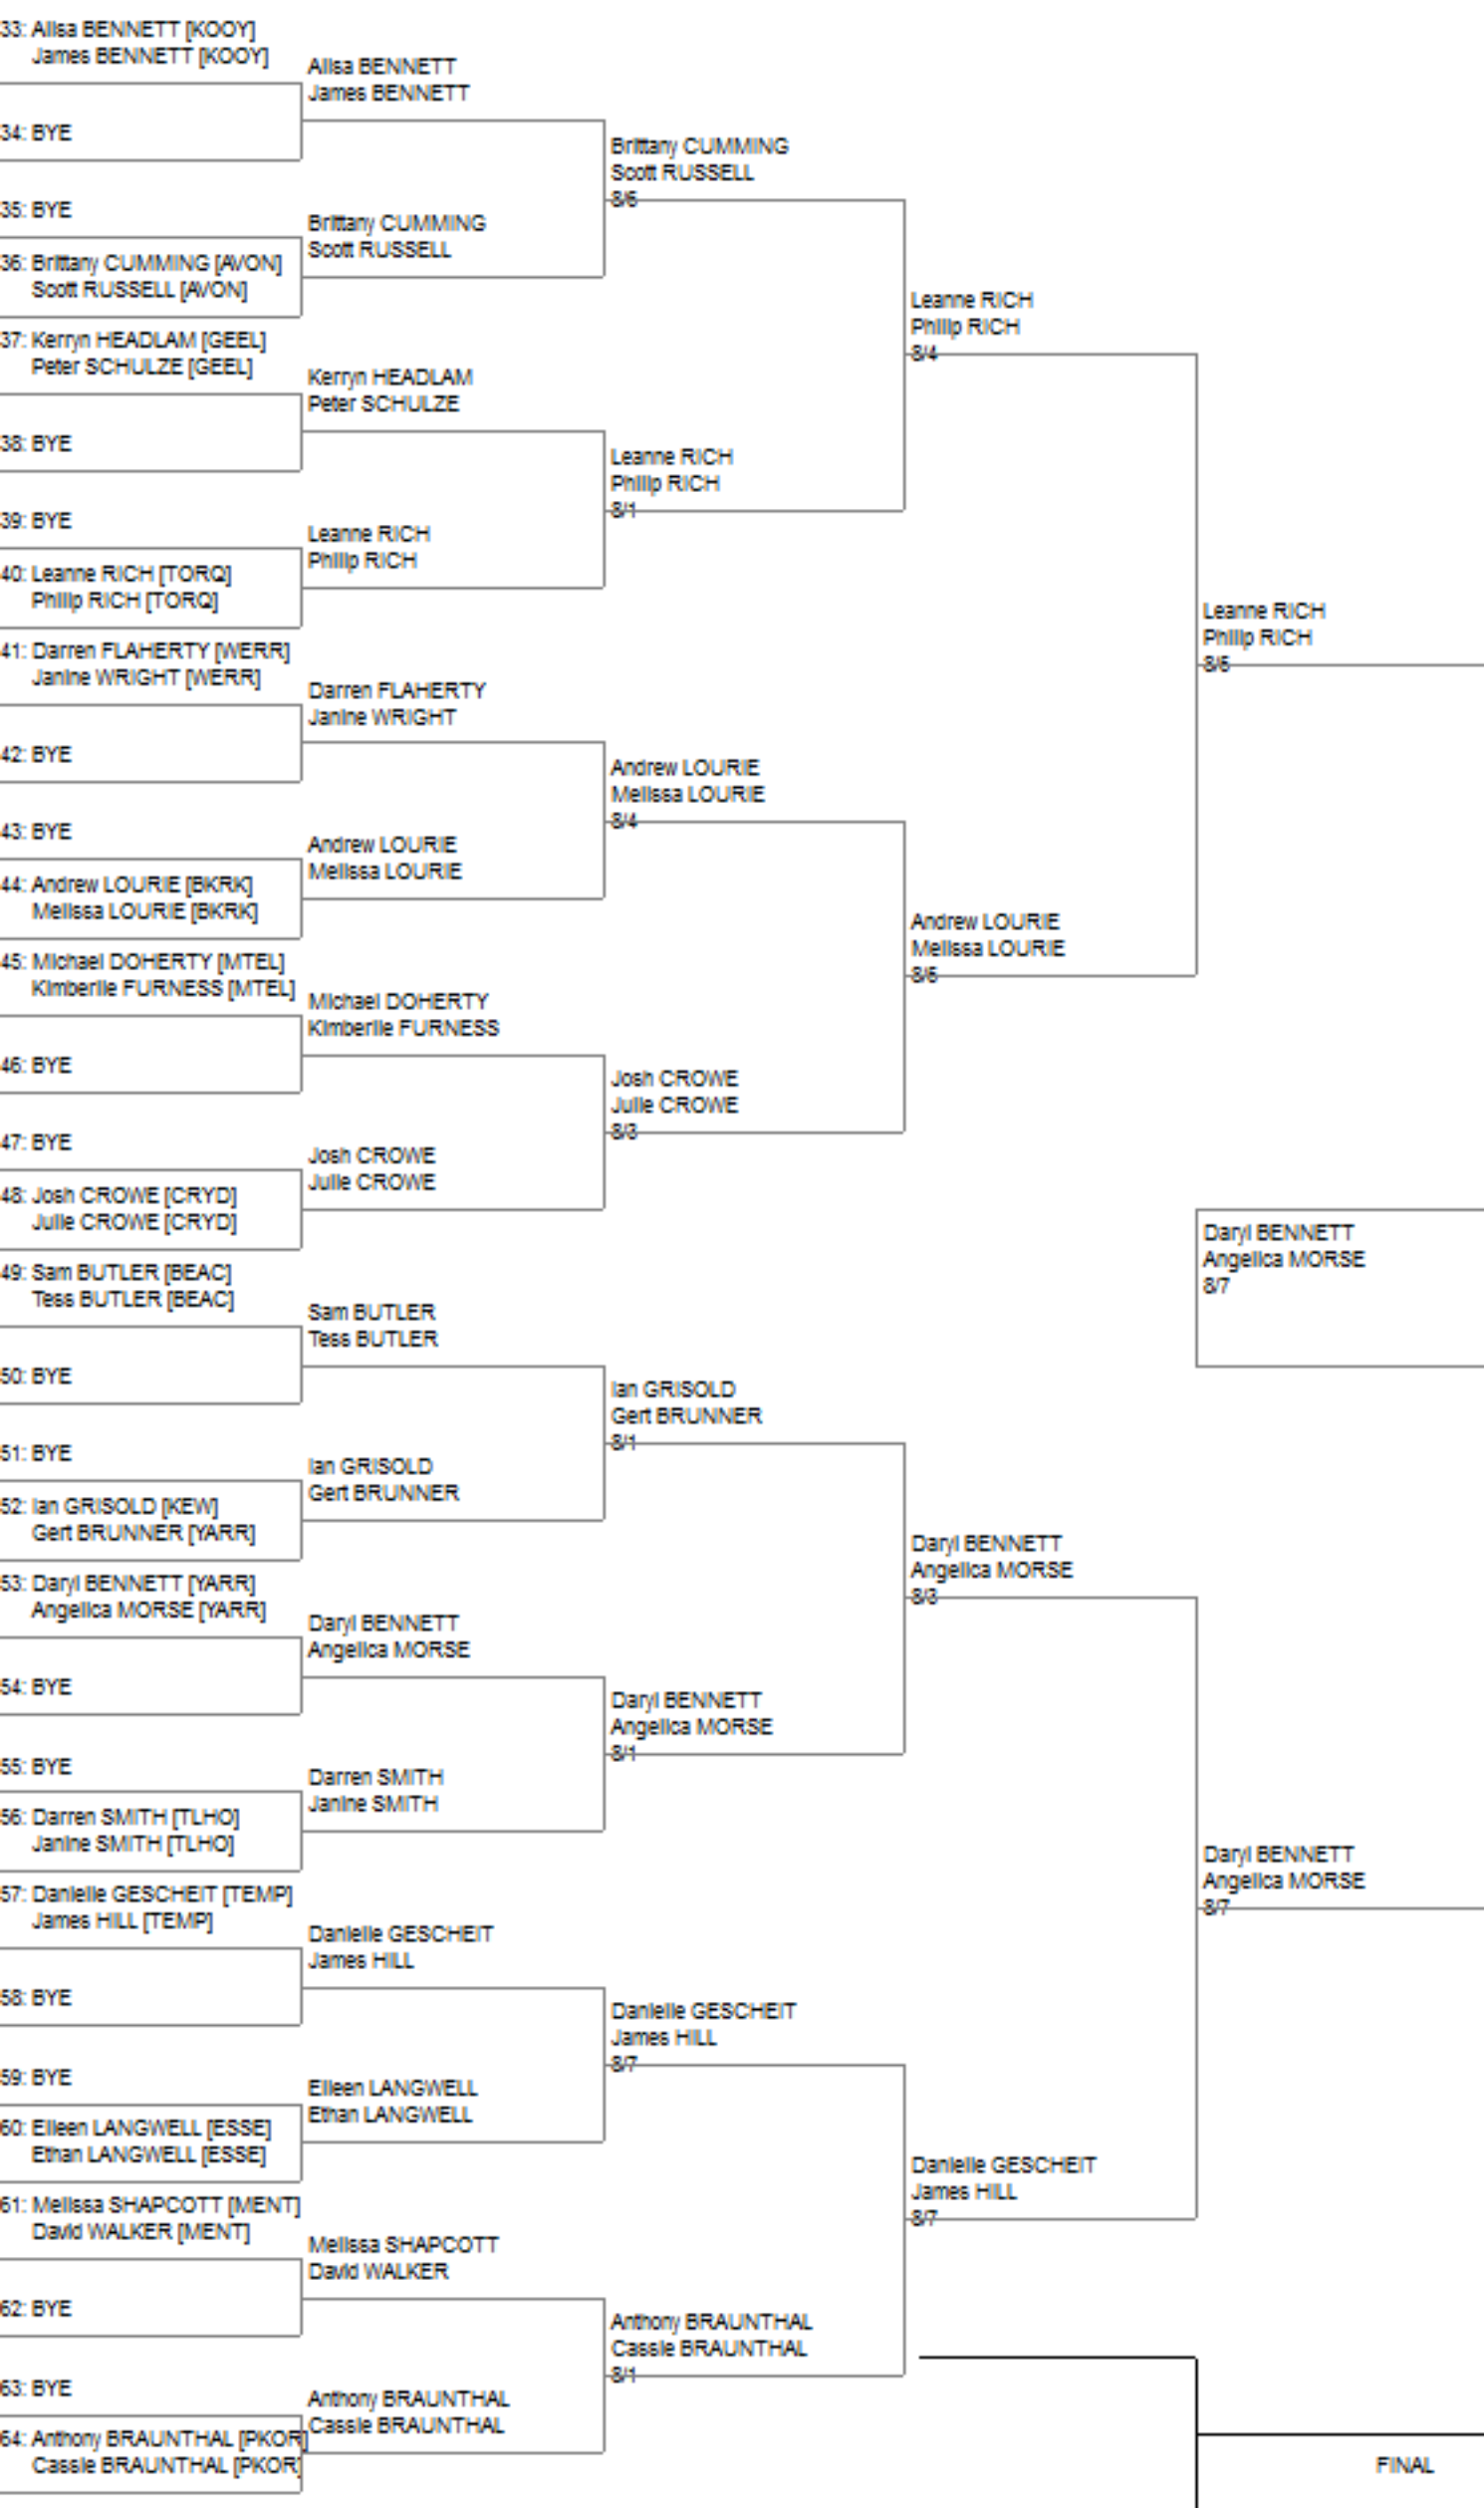 33: Alisa BENNETT [KOOY]
James BENNETT [KOOY]
34: BYE
35: BYE
36: Brittany CUMMING [AVON]
Scott RUSSELL [AVON]
37: Kerryn HEADLAM [GEEL]
Peter SCHULZE [GEEL]
38: BYE
39: BYE
40: Leanne RICH [TORQ]
Philip RICH [TORQ]
41: Darren FLAHERTY [WERR]
Janine WRIGHT [WERR]
42: BYE
43: BYE
44: Andrew LOURIE [BKRK]
Melissa LOURIE [BKRK]
45: Michael DOHERTY [MTEL]
Kimberlie FURNESS [MTEL]
46: BYE
47: BYE
48: Josh CROWE [CRYD]
Julie CROWE [CRYD]
49: Sam BUTLER [BEAC]
Tess BUTLER [BEAC]
50: BYE
51: BYE
52: Ian GRISOLD [KEW]
Gert BRUNNER [YARR]
53: Daryl BENNETT [YARR]
Angelica MORSE [YARR]
54: BYE
55: BYE
56: Darren SMITH [TLHO]
Janine SMITH [TLHO]
57: Danielle GESCHEIT [TEMP]
James HILL [TEMP]
58: BYE
59: BYE
60: Eileen LANGWELL [ESSE]
Ethan LANGWELL [ESSE]
61: Melissa SHAPCOTT [MENT]
David WALKER [MENT]
62: BYE
63: BYE
64: Anthony BRAUNTHAL [PKOR]
Cassie BRAUNTHAL [PKOR]
Alisa BENNETT
James BENNETT
Brittany CUMMING
Scott RUSSELL
Kerryn HEADLAM
Peter SCHULZE
Leanne RICH
Philip RICH
Darren FLAHERTY
Janine WRIGHT
Andrew LOURIE
Melissa LOURIE
Michael DOHERTY
Kimberlie FURNESS
Josh CROWE
Julie CROWE
Sam BUTLER
Tess BUTLER
Ian GRISOLD
Gert BRUNNER
Daryl BENNETT
Angelica MORSE
Darren SMITH
Janine SMITH
Danielle GESCHEIT
James HILL
Eileen LANGWELL
Ethan LANGWELL
Melissa SHAPCOTT
David WALKER
Anthony BRAUNTHAL
Cassie BRAUNTHAL
Brittany CUMMING
Scott RUSSELL
Leanne RICH
Philip RICH
8/1
Andrew LOURIE
Melissa LOURIE
8/4
Josh CROWE
Julie CROWE
8/3
Ian GRISOLD
Gert BRUNNER
8/1
Daryl BENNETT
Angelica MORSE
8/1
Danielle GESCHEIT
James HILL
8/7
Anthony BRAUNTHAL
Cassie BRAUNTHAL
8/1
Leanne RICH
Philip RICH
8/4
Andrew LOURIE
Melissa LOURIE
Daryl BENNETT
Angelica MORSE
8/3
Danielle GESCHEIT
James HILL
8/7
Leanne RICH
Philip RICH
Daryl BENNETT
Angelica MORSE
8/7
Daryl BENNETT
Angelica MORSE
8/7
FINAL